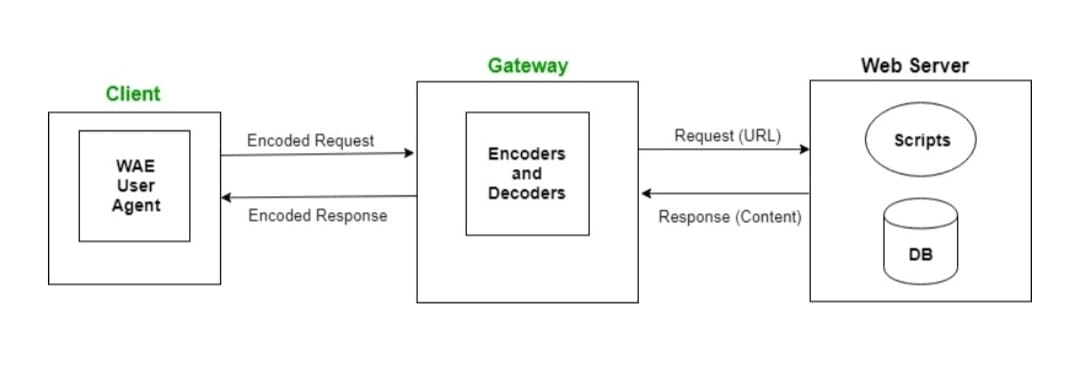 Client
WAE
User
Agent
Encoded Request
Encoded Response
Gateway
Encoders
and
Decoders
Request (URL)
Response (Content)
Web Server
Scripts
DB